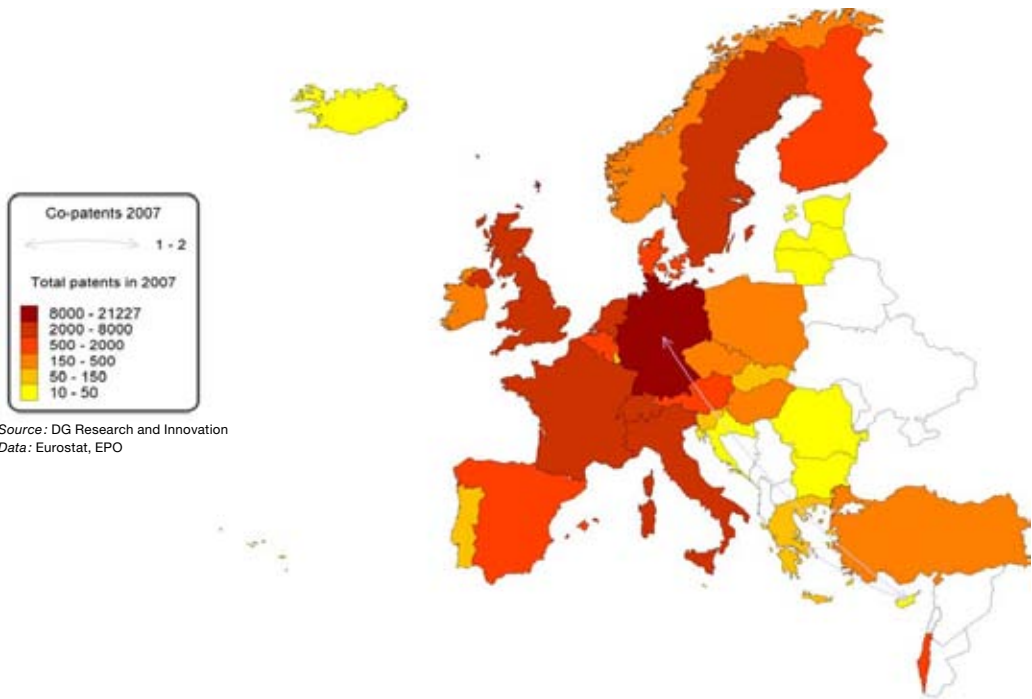 Co-patents 2007
1 - 2
Total patents in 2007
8000 - 21227
2000 - 8000
500 - 2000
150 - 500
50 - 150
10 - 50
Source: DG Research and Innovation
Data: Eurostat, EPO